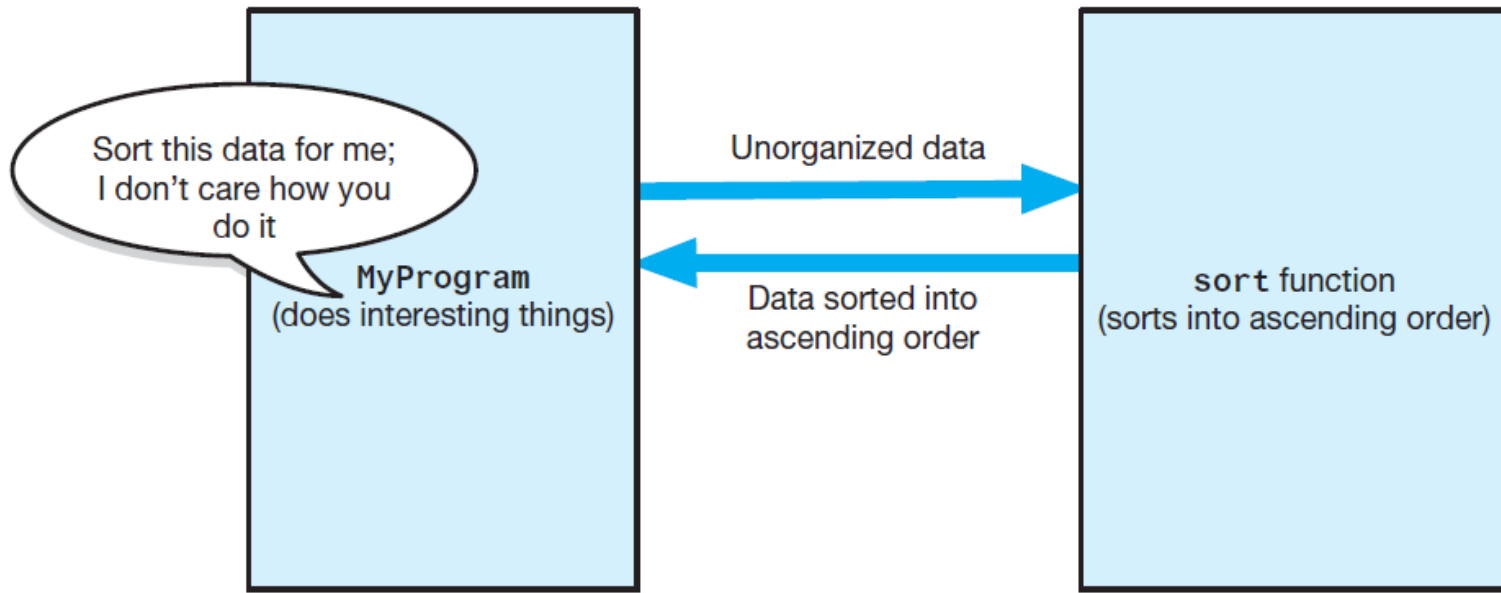 Sort this data for me;
I don’t care how you
do it
MyProgram
(does interesting things)
Unorganized data
Data sorted into
ascending order
sort function
(sorts into ascending order)